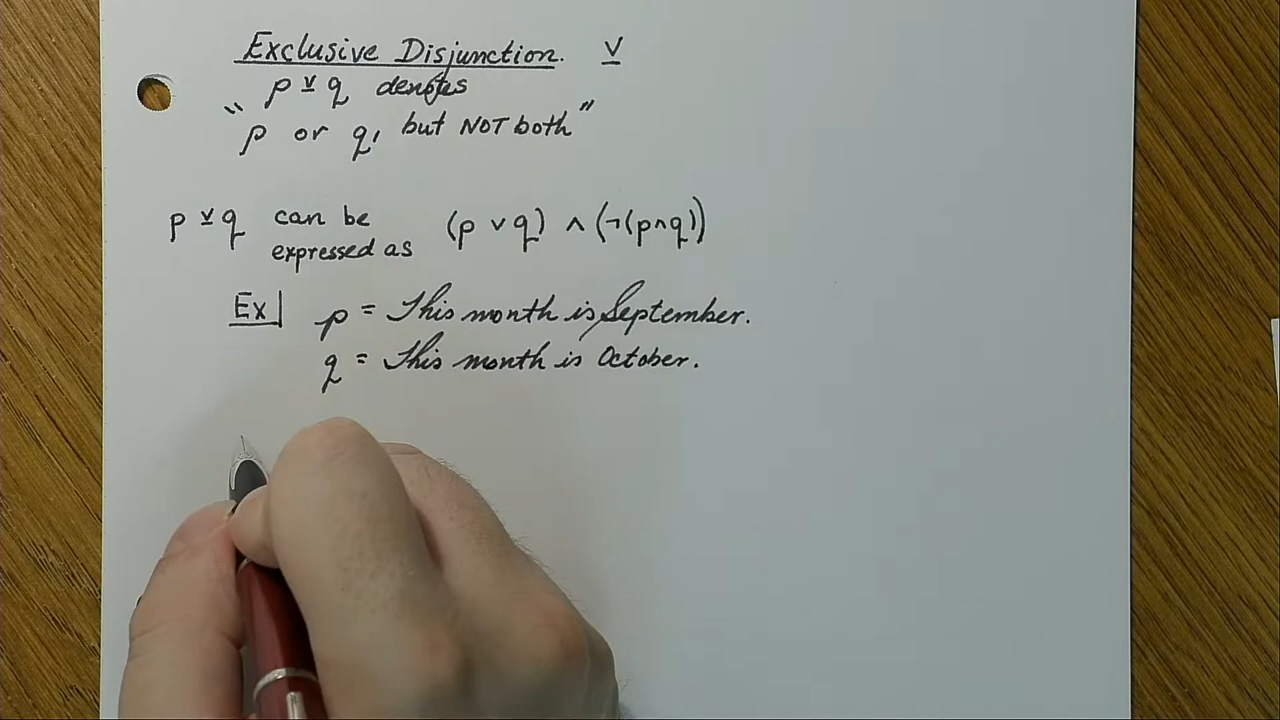 Exclusive Disjunction. ⊻
p ⊻ q denotes
"p or q, but NOT both"
p ⊻ q can be expressed as (p ∨ q) ∧ (¬(p∧q))
Ex| p = This month is September.
q = This month is October.